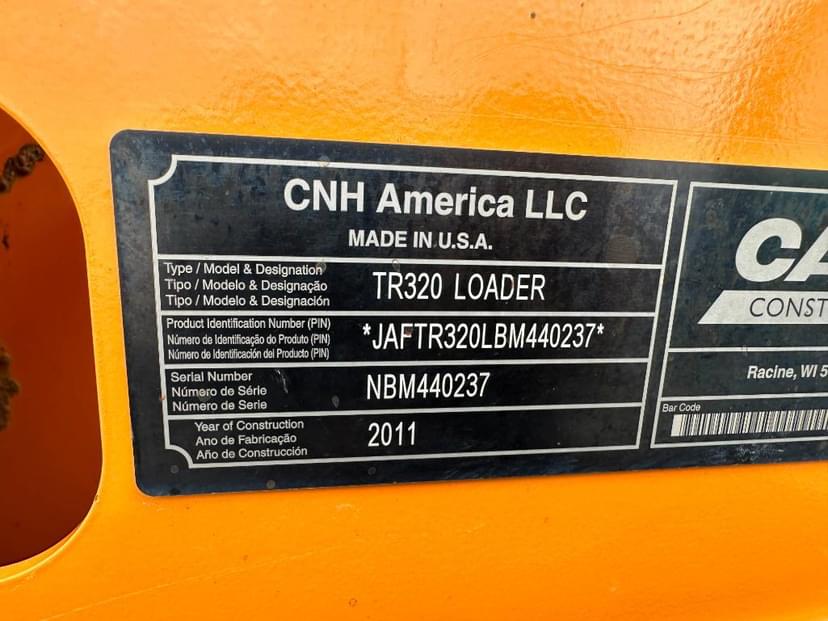 CNH America LLC
MADE IN U.S.A.
Type / Model & Designation
Tipo / Modelo & Designação
Tipo / Modelo & Designación
TR320 LOADER
Product Identification Number (PIN)
Número de Identificação do Produto (PIN)
Número de Identificación del Producto (PIN)
*JAFTR320LBM440237*
Serial Number
Número de Série
Número de Serie
NBM440237
Year of Construction
Ano de Fabricação
Año de Construcción
2011
CA
CONST
Racine, WI 5
Bar Code